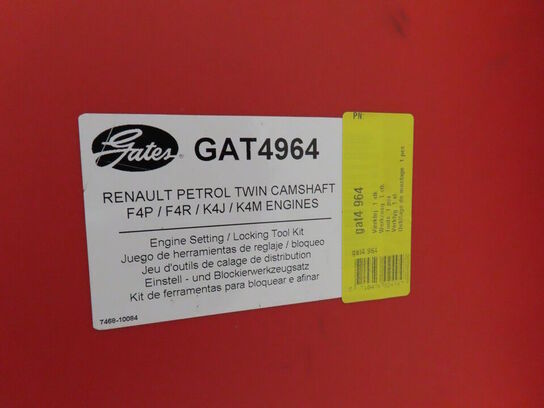 Gates GAT4964
RENAULT PETROL TWIN CAMSHAFT
F4P / F4R / K4J / K4M ENGINES
Engine Setting / Locking Tool Kit
Juego de herramientas de reglaje / bloqueo
Jeu d'outils de calage de distribution
Einstell - und Blockierwerkzeugsatz
Kit de ferramentas para bloquear e afinar
7468-10084
PN:
gat4 964
gat4 964